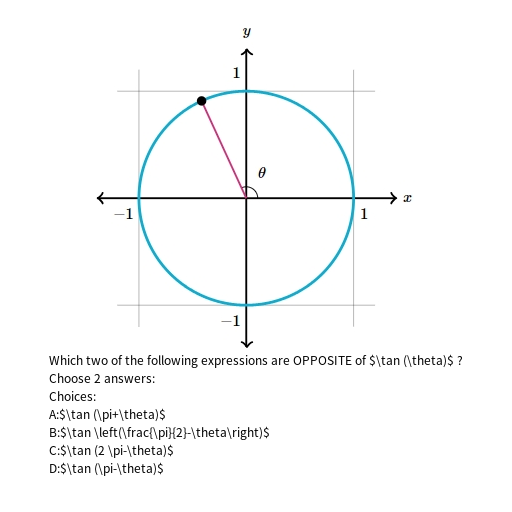 y
1
θ
x
−1
1
−1
Which two of the following expressions are OPPOSITE of $\tan (\theta)$ ?
Choose 2 answers:
Choices:
A:$\tan (\pi+\theta)$
B:$\tan \left(\frac{\pi}{2}-\theta\right)$
C:$\tan (2 \pi-\theta)$
D:$\tan (\pi-\theta)$